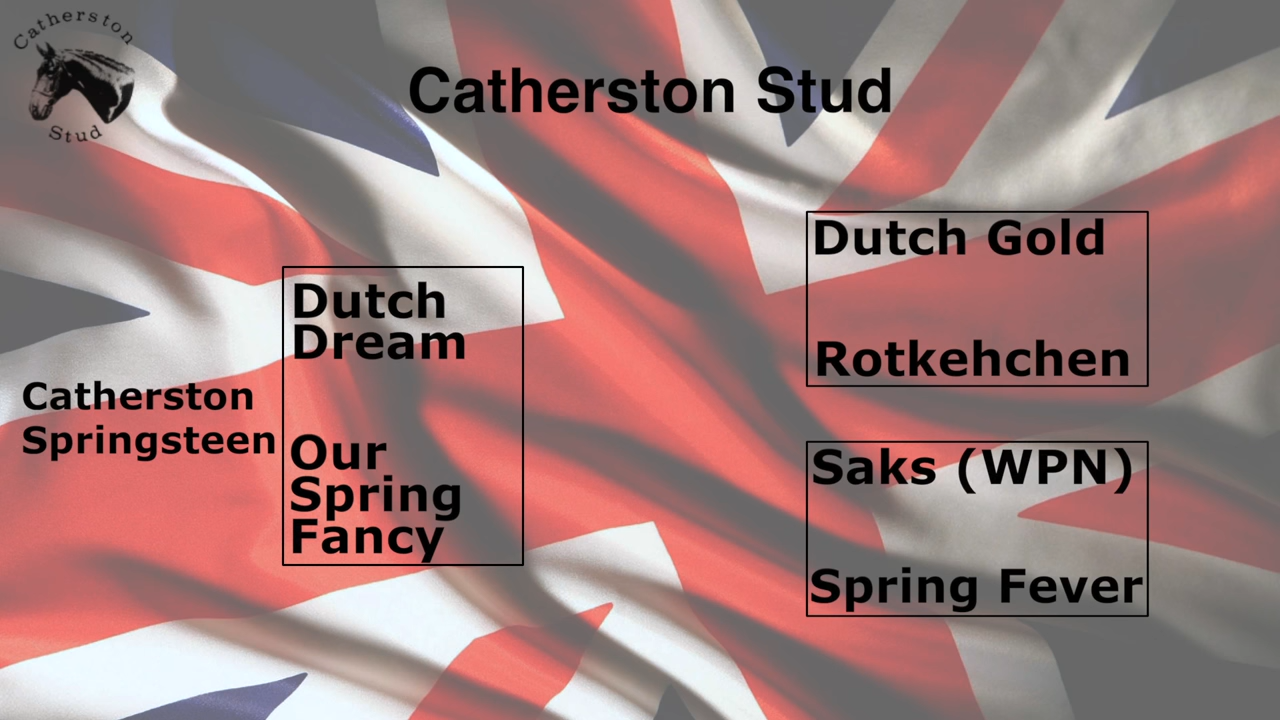 Catherston
Stud
Catherston Stud
Catherston
Springsteen
Dutch
Dream
Our
Spring
Fancy
Dutch Gold
Rotkehchen
Saks (WPN)
Spring Fever